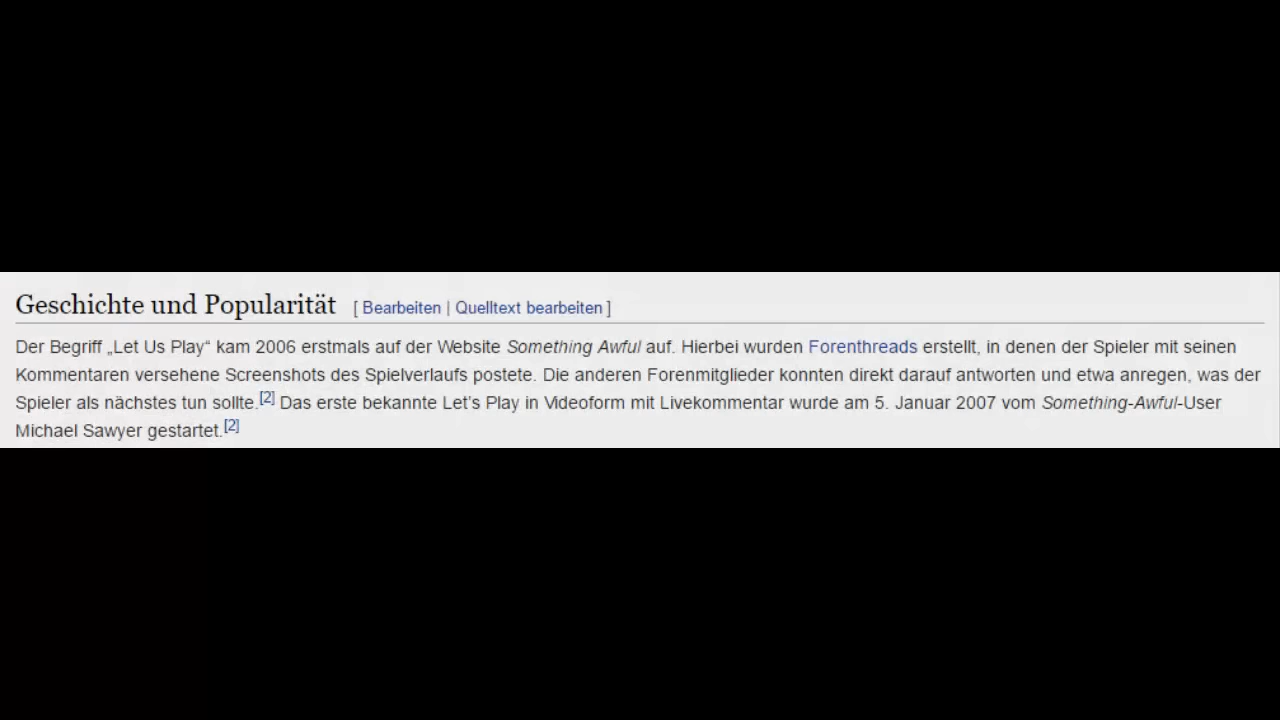 Geschichte und Popularität [ Bearbeiten | Quelltext bearbeiten ]
Der Begriff „Let Us Play“ kam 2006 erstmals auf der Website Something Awful auf. Hierbei wurden Forenthreads erstellt, in denen der Spieler mit seinen
Kommentaren versehene Screenshots des Spielverlaufs postete. Die anderen Forenmitglieder konnten direkt darauf antworten und etwa anregen, was der
Spieler als nächstes tun sollte.[2] Das erste bekannte Let’s Play in Videoform mit Livekommentar wurde am 5. Januar 2007 vom Something-Awful-User
Michael Sawyer gestartet.[2]